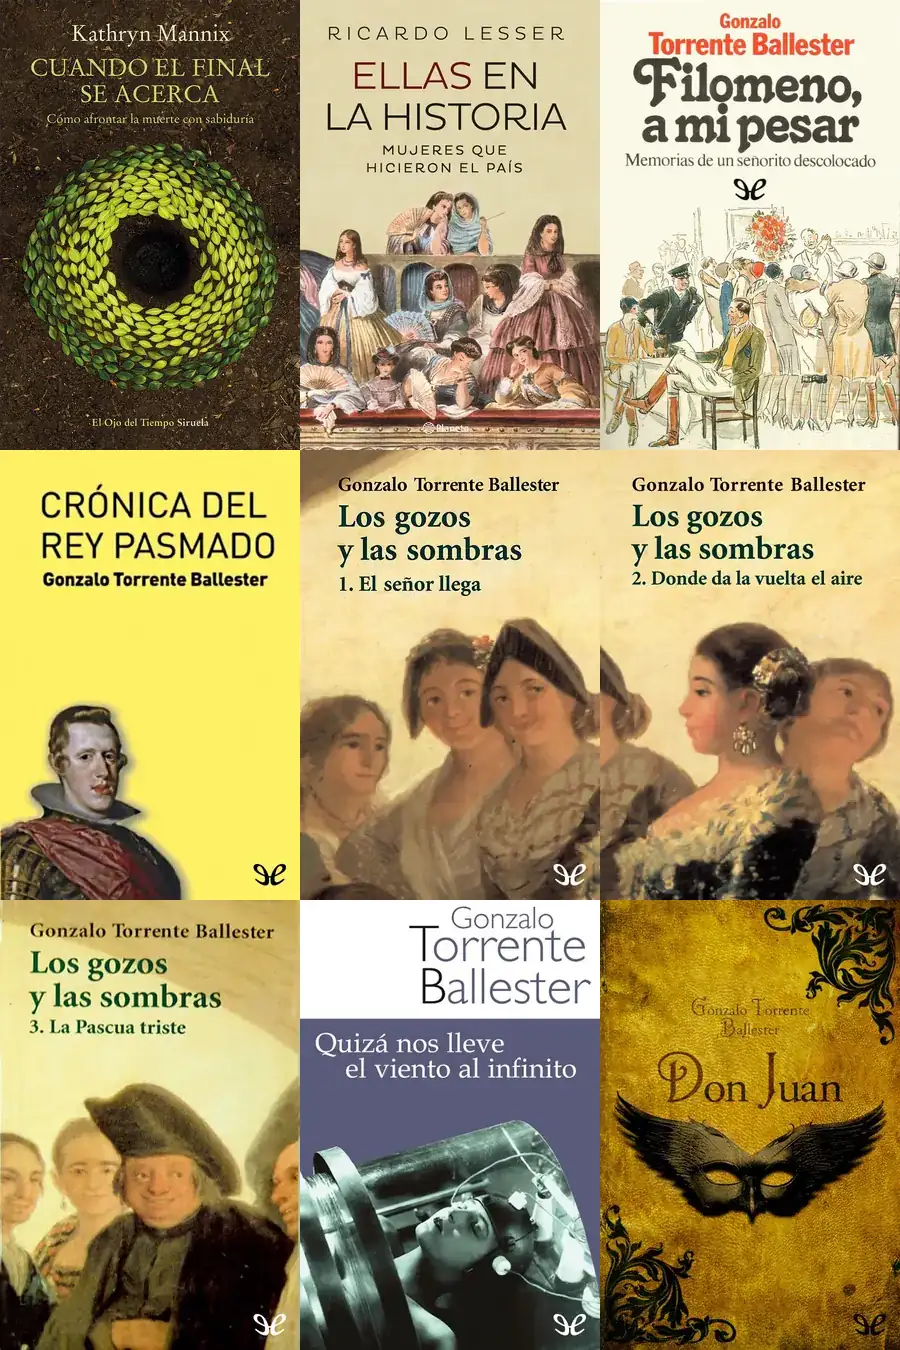 Kathryn Mannix
CUANDO EL FINAL
SE ACERCA
Cómo afrontar la muerte con sabiduría
El Ojo del Tiempo Siruela
RICARDO LESSER
ELLAS EN
LA HISTORIA
MUJERES QUE
HICIERON EL PAÍS
Planeta
Gonzalo
Torrente Ballester
Filomeno,
a mi pesar
Memorias de un señorito descolocado
CRÓNICA DEL
REY PASMADO
Gonzalo Torrente Ballester
Gonzalo Torrente Ballester
Los gozos
y las sombras
1. El señor llega
Gonzalo Torrente Ballester
Los gozos
y las sombras
2. Donde da la vuelta el aire
Gonzalo Torrente Ballester
Los gozos
y las sombras
3. La Pascua triste
Gonzalo
Torrente
Ballester
Quizá nos lleve
el viento al infinito
Gonzalo Torrente
Ballester
Don Juan